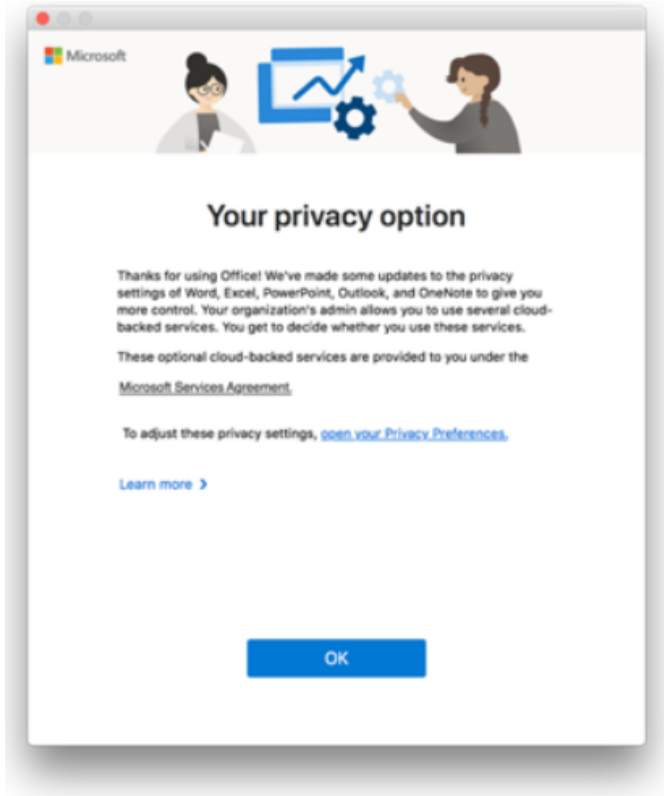 Microsoft
Your privacy option
Thanks for using Office! We've made some updates to the privacy
settings of Word, Excel, PowerPoint, Outlook, and OneNote to give you
more control. Your organization's admin allows you to use several cloud-
backed services. You get to decide whether you use these services.
These optional cloud-backed services are provided to you under the
Microsoft Services Agreement.
To adjust these privacy settings, open your Privacy Preferences.
Learn more >
OK